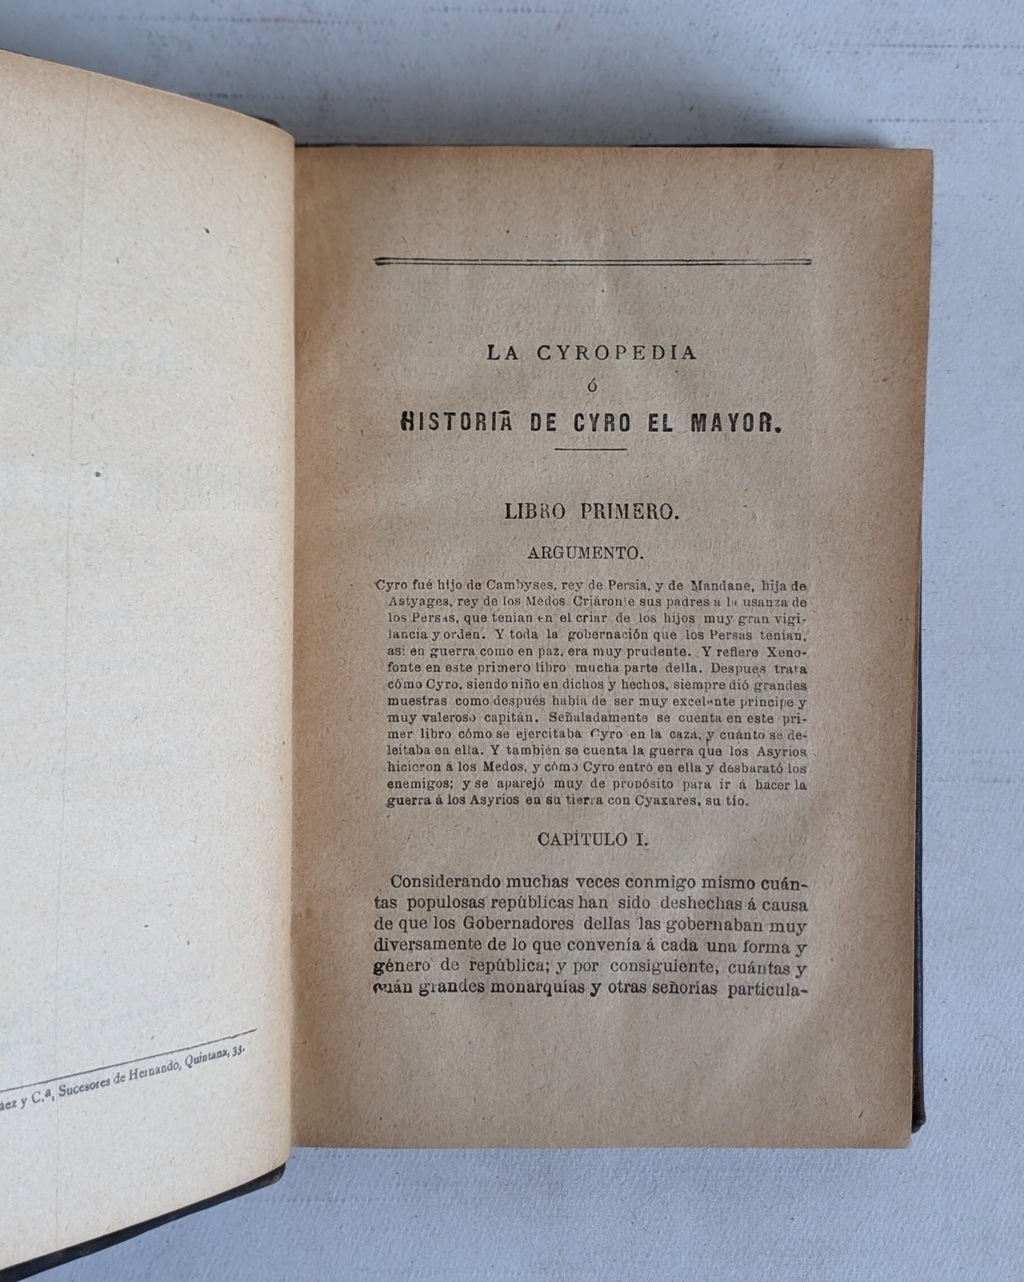 y C.ª, Sucesores de Hernando, Quintana, 33.
LA CYROPEDIA
ó
HISTORIA DE CYRO EL MAYOR.
LIBRO PRIMERO.
ARGUMENTO.
Cyro fué hijo de Cambyses, rey de Persia, y de Mandane, hija de
Astyages, rey de los Medos. Criáronle sus padres á la usanza de
los Persas, que tenían en el criar de los hijos muy gran vigi-
lancia y orden. Y toda la gobernación que los Persas tenían,
así en guerra como en paz, era muy prudente. Y refiere Xeno-
fonte en este primero libro mucha parte della. Despues trata
cómo Cyro, siendo niño en dichos y hechos, siempre dió grandes
muestras como después había de ser muy excelente príncipe y
muy valeroso capitán. Señaladamente se cuenta en este pri-
mer libro cómo se ejercitaba Cyro en la caza, y cuánto se de-
leitaba en ella. Y también se cuenta la guerra que los Asyrios
hicieron á los Medos, y cómo Cyro entró en ella y desbarató los
enemigos; y se aparejó muy de propósito para ir á hacer la
guerra á los Asyrios en su tierra con Cyaxares, su tío.
CAPÍTULO I.
Considerando muchas veces conmigo mismo cuán-
tas populosas repúblicas han sido deshechas á causa
de que los Gobernadores dellas las gobernaban muy
diversamente de lo que convenía á cada una forma y
género de república; y por consiguiente, cuántas y
cuán grandes monarquías y otras señorías particula-